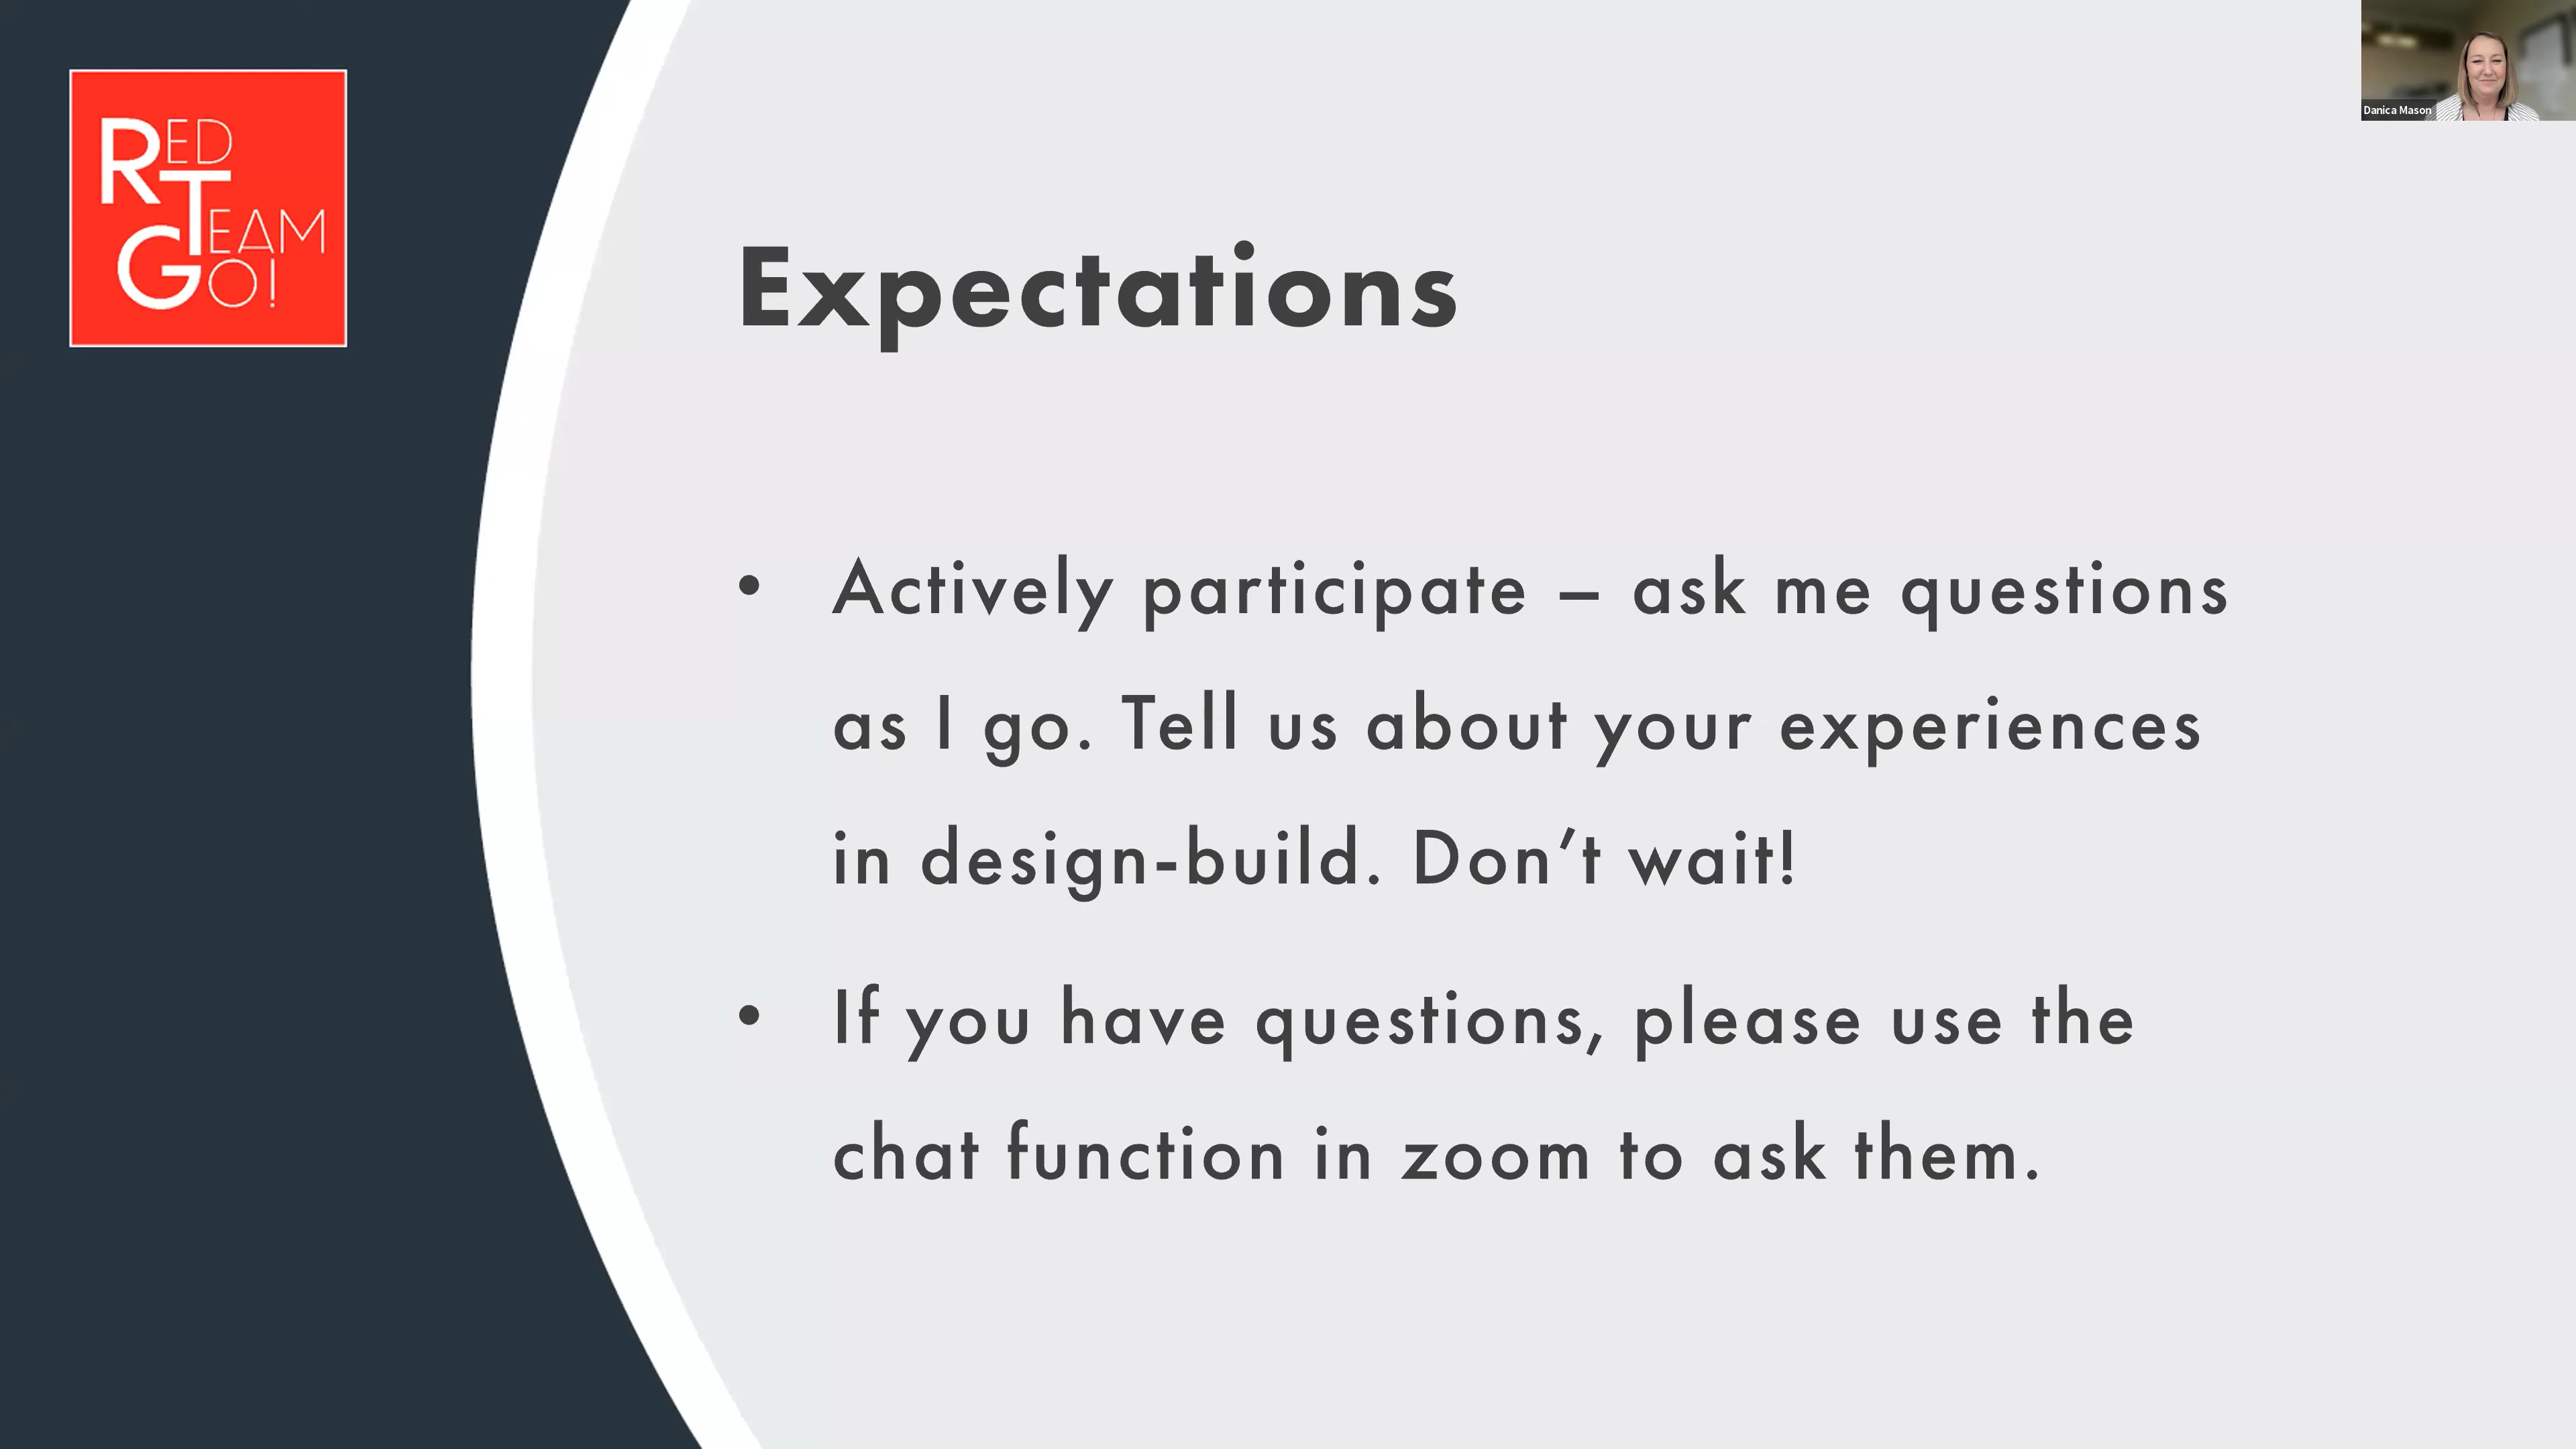 RED
TEAM
GO!
Danica Mason
Expectations
• Actively participate – ask me questions
as I go. Tell us about your experiences
in design-build. Don’t wait!
• If you have questions, please use the
chat function in zoom to ask them.